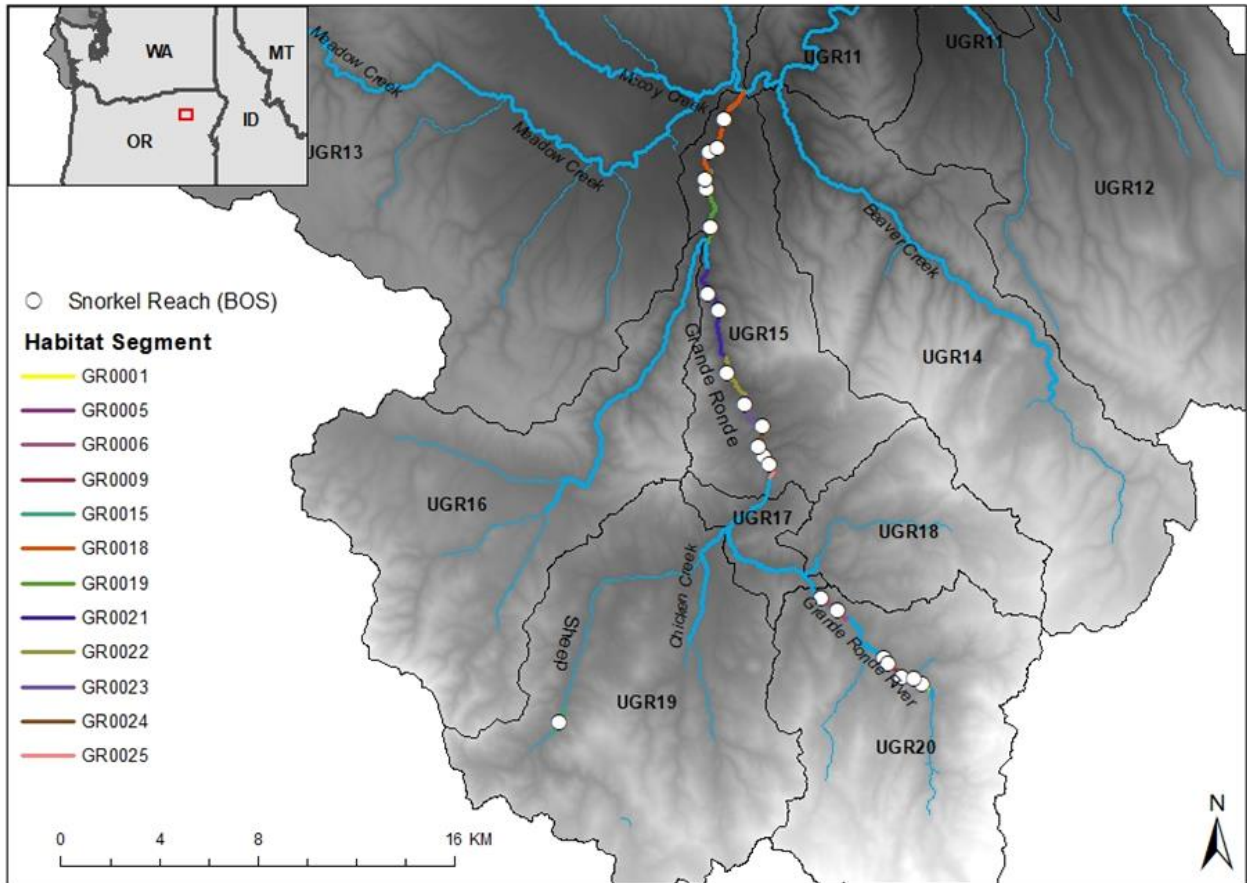 WA
MT
OR
ID
Meadow Creek
McCoy Creek
UGR11
UGR11
UGR13
Meadow Creek
UGR12
Beaver Creek
Snorkel Reach (BOS)
Habitat Segment
GR0001
GR0005
GR0006
GR0009
GR0015
GR0018
GR0019
GR0021
GR0022
GR0023
GR0024
GR0025
UGR15
UGR14
Grande Ronde
UGR16
UGR17
UGR18
Chicken Creek
Sheep
Grande Ronde River
UGR19
UGR20
0 4 8 16 KM
N